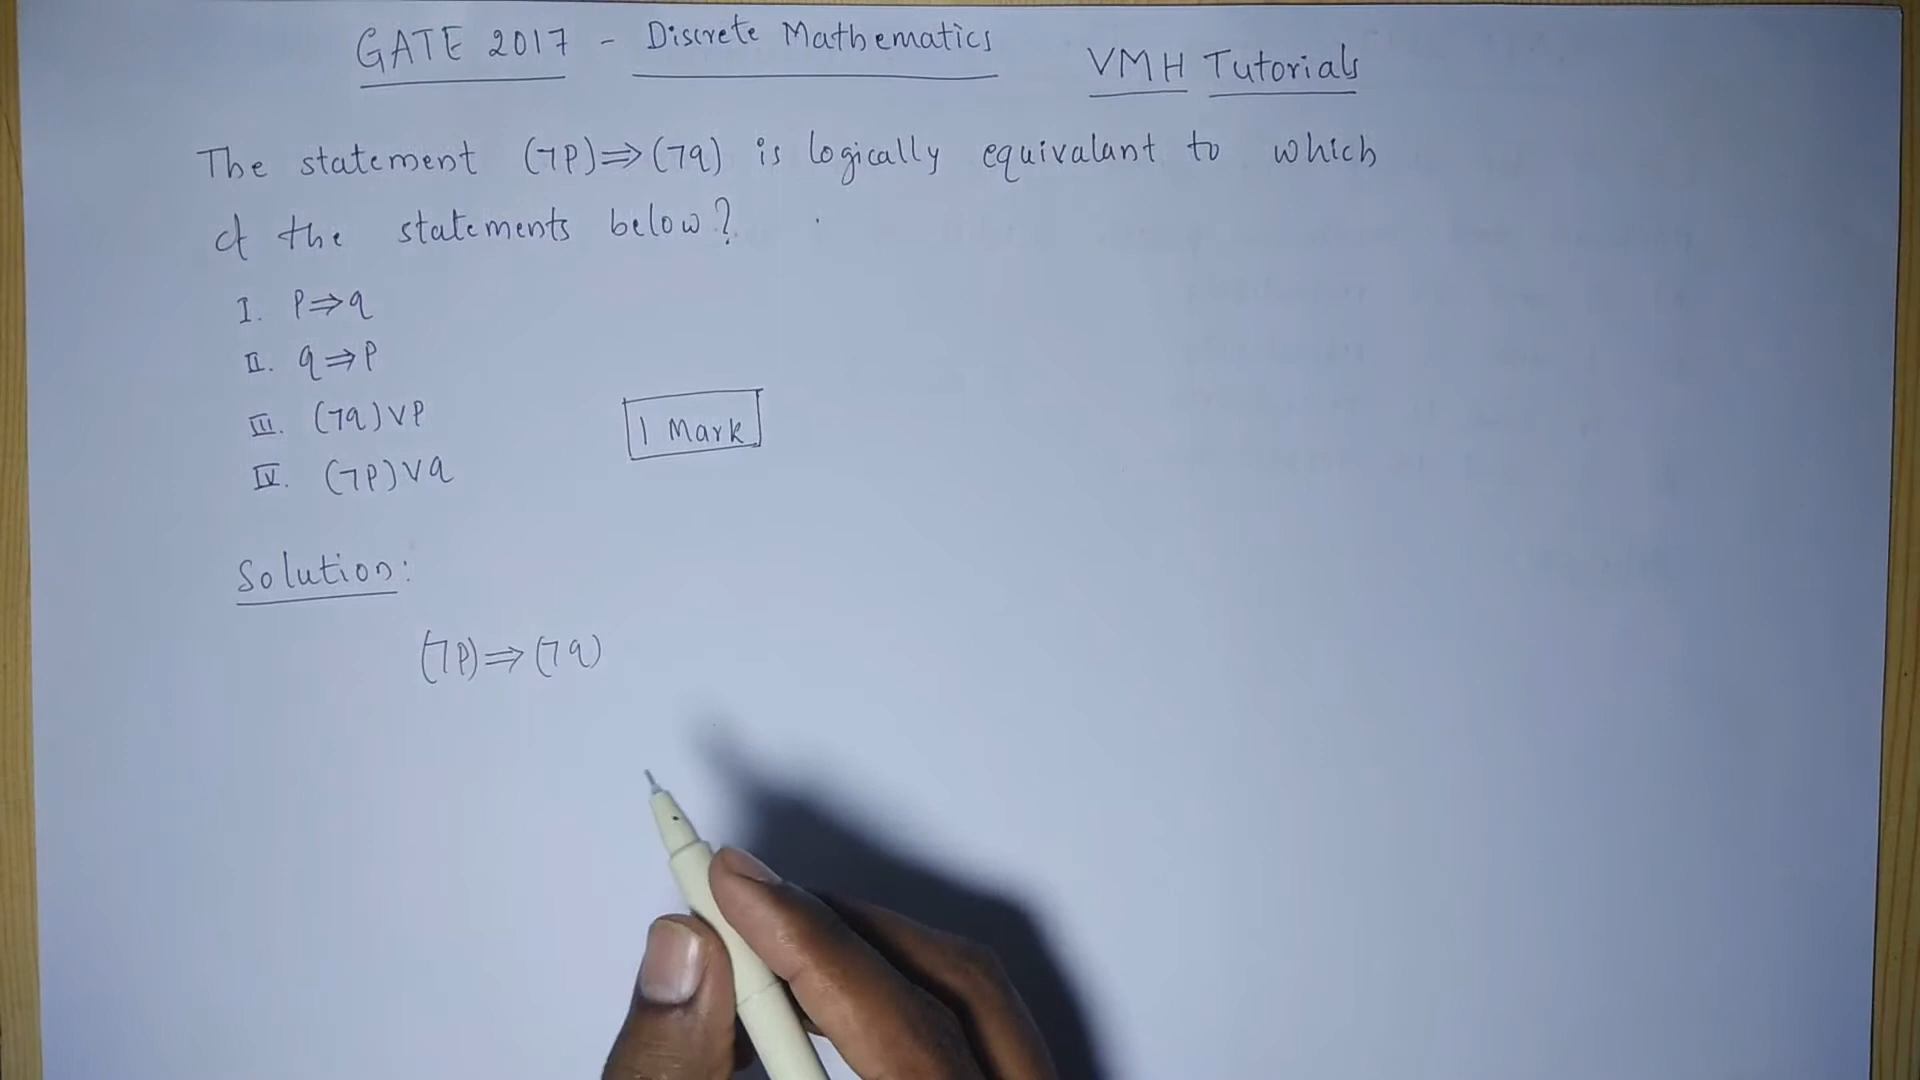 GATE 2017 - Discrete Mathematics VMH Tutorials
The statement (¬P)⇒(¬q) is logically equivalant to which
of the statements below?
I. P⇒q
II. q⇒P
III. (¬q)∨P
IV. (¬P)∨q
1 Mark
Solution:
(¬P)⇒(¬q)